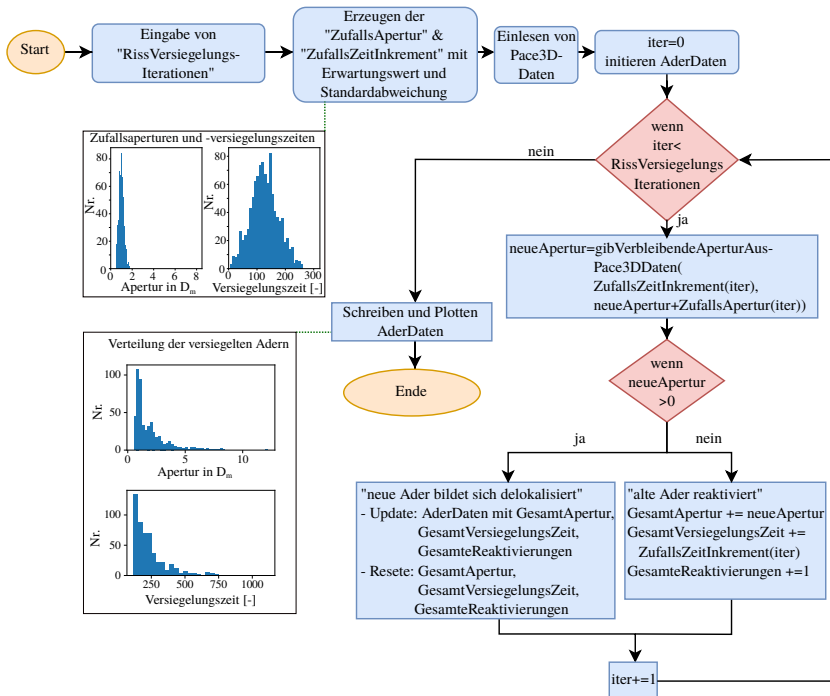 Start
Eingabe von
"RissVersiegelungs-
Iterationen"
Erzeugen der
"ZufallsApertur" &
"ZufallsZeitInkrement" mit
Erwartungswert und
Standardabweichung
Einlesen von
Pace3D-
Daten
iter=0
initieren AderDaten
wenn
iter<
RissVersiegelungs
Iterationen
nein
ja
Zufallsaperturen und -versiegelungszeiten
Nr.
80
60
40
20
0
0 2 4 6 8
Apertur in Dm
Nr.
80
60
40
20
0
0 100 200 300
Versiegelungszeit [-]
neueApertur=gibVerbleibendeAperturAus-
Pace3DDaten(
ZufallsZeitInkrement(iter),
neueApertur+ZufallsApertur(iter))
Schreiben und Plotten
AderDaten
Ende
wenn
neueApertur
>0
ja
nein
Verteilung der versiegelten Adern
Nr.
100
50
0
0 5 10
Apertur in Dm
Nr.
100
50
0
250 500 750 1000
Versiegelungszeit [-]
"neue Ader bildet sich delokalisiert"
- Update: AderDaten mit GesamtApertur,
GesamtVersiegelungsZeit,
GesamteReaktivierungen
- Resete: GesamtApertur,
GesamtVersiegelungsZeit,
GesamteReaktivierungen
"alte Ader reaktiviert"
GesamtApertur += neueApertur
GesamtVersiegelungsZeit +=
ZufallsZeitInkrement(iter)
GesamteReaktivierungen +=1
iter+=1